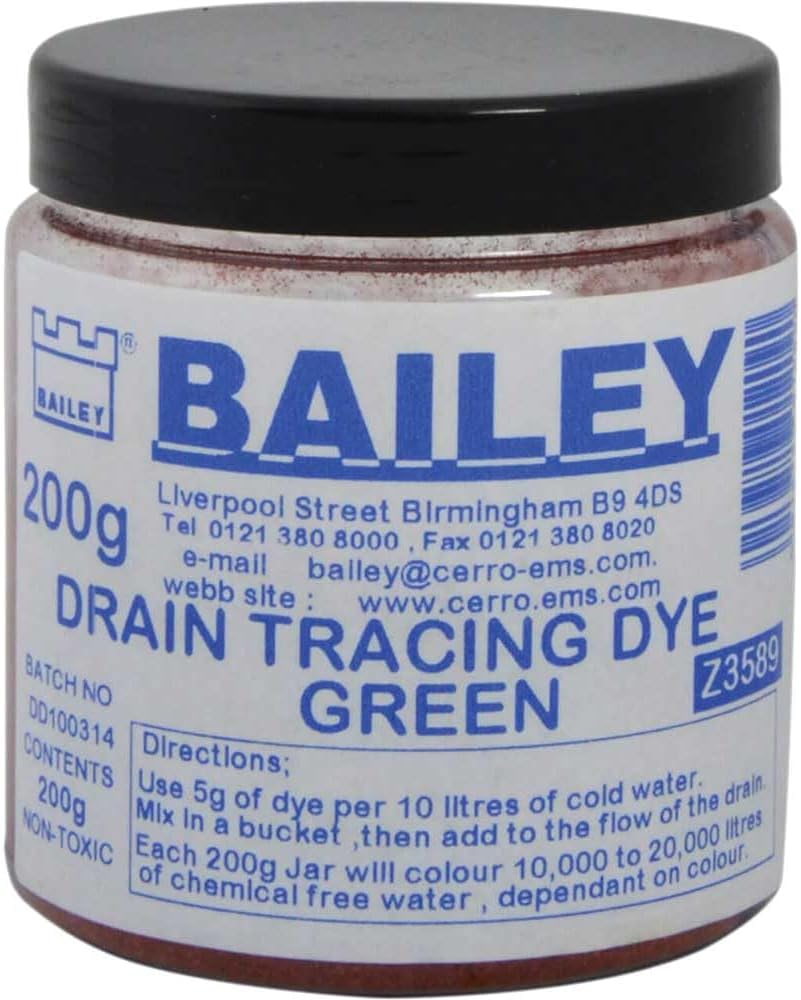 BAILEY
®
BAILEY
200g
Liverpool Street Birmingham B9 4DS
Tel 0121 380 8000 , Fax 0121 380 8020
e-mail bailey@cerro-ems.com.
webb site : www.cerro.ems.com
DRAIN TRACING DYE
GREEN
Z3589
BATCH NO
DD100314
CONTENTS
200g
NON-TOXIC
Directions;
Use 5g of dye per 10 litres of cold water.
Mix in a bucket ,then add to the flow of the drain.
Each 200g Jar will colour 10,000 to 20,000 litres
of chemical free water , dependant on colour.